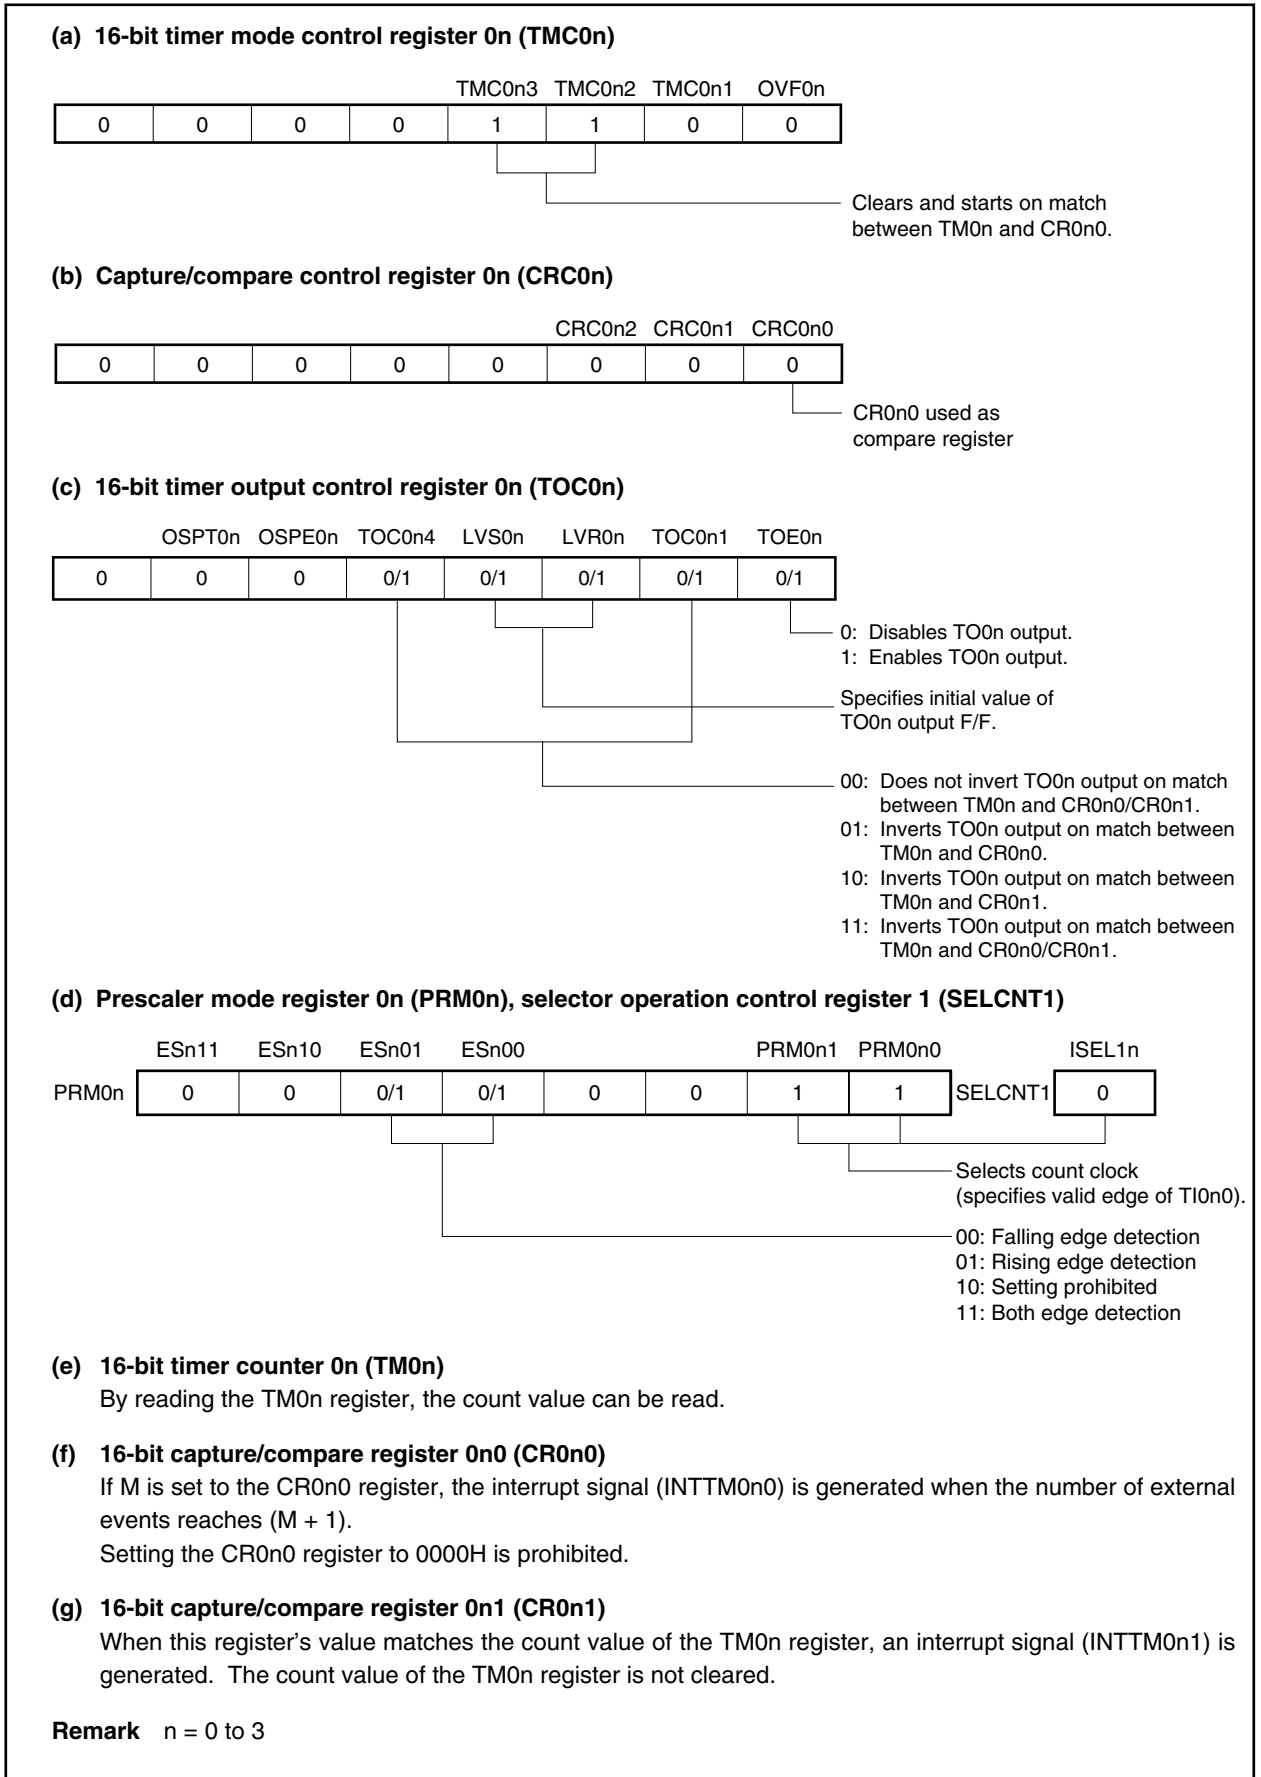 (a) 16-bit timer mode control register 0n (TMC0n)
TMC0n3 TMC0n2 TMC0n1 OVF0n
0 0 0 0 1 1 0 0
Clears and starts on match
between TM0n and CR0n0.
(b) Capture/compare control register 0n (CRC0n)
CRC0n2 CRC0n1 CRC0n0
0 0 0 0 0 0 0 0
CR0n0 used as
compare register
(c) 16-bit timer output control register 0n (TOC0n)
OSPT0n OSPE0n TOC0n4 LVS0n LVR0n TOC0n1 TOE0n
0 0 0 0/1 0/1 0/1 0/1 0/1
0: Disables TO0n output.
1: Enables TO0n output.
Specifies initial value of
TO0n output F/F.
00: Does not invert TO0n output on match
between TM0n and CR0n0/CR0n1.
01: Inverts TO0n output on match between
TM0n and CR0n0.
10: Inverts TO0n output on match between
TM0n and CR0n1.
11: Inverts TO0n output on match between
TM0n and CR0n0/CR0n1.
(d) Prescaler mode register 0n (PRM0n), selector operation control register 1 (SELCNT1)
ESn11 ESn10 ESn01 ESn00 PRM0n1 PRM0n0 ISEL1n
PRM0n 0 0 0/1 0/1 0 0 1 1 SELCNT1 0
Selects count clock
(specifies valid edge of TI0n0).
00: Falling edge detection
01: Rising edge detection
10: Setting prohibited
11: Both edge detection
(e) 16-bit timer counter 0n (TM0n)
By reading the TM0n register, the count value can be read.
(f) 16-bit capture/compare register 0n0 (CR0n0)
If M is set to the CR0n0 register, the interrupt signal (INTTM0n0) is generated when the number of external
events reaches (M + 1).
Setting the CR0n0 register to 0000H is prohibited.
(g) 16-bit capture/compare register 0n1 (CR0n1)
When this register's value matches the count value of the TM0n register, an interrupt signal (INTTM0n1) is
generated. The count value of the TM0n register is not cleared.
Remark n = 0 to 3